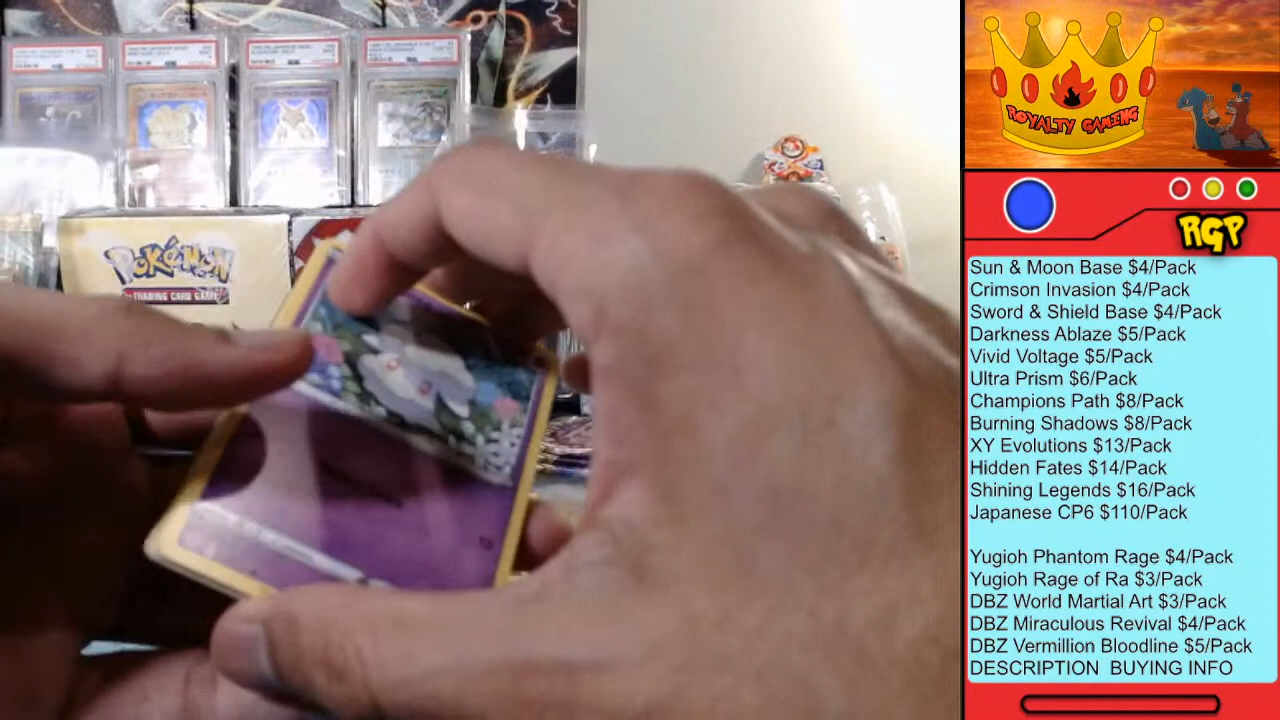 ROYALTY GAMING
RGP
POKéMON
TRADING CARD GAME
Sun & Moon Base $4/Pack
Crimson Invasion $4/Pack
Sword & Shield Base $4/Pack
Darkness Ablaze $5/Pack
Vivid Voltage $5/Pack
Ultra Prism $6/Pack
Champions Path $8/Pack
Burning Shadows $8/Pack
XY Evolutions $13/Pack
Hidden Fates $14/Pack
Shining Legends $16/Pack
Japanese CP6 $110/Pack
Yugioh Phantom Rage $4/Pack
Yugioh Rage of Ra $3/Pack
DBZ World Martial Art $3/Pack
DBZ Miraculous Revival $4/Pack
DBZ Vermillion Bloodline $5/Pack
DESCRIPTION BUYING INFO